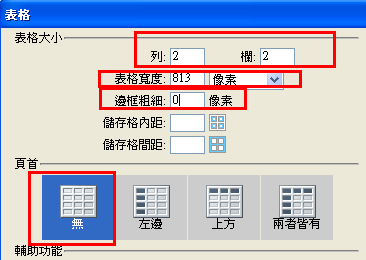 表格
表格大小
列: 2 欄: 2
表格寬度: 813 像素
邊框粗細: 0 像素
儲存格內距:
儲存格間距:
頁首
無 左邊 上方 兩者皆有
輔助功能